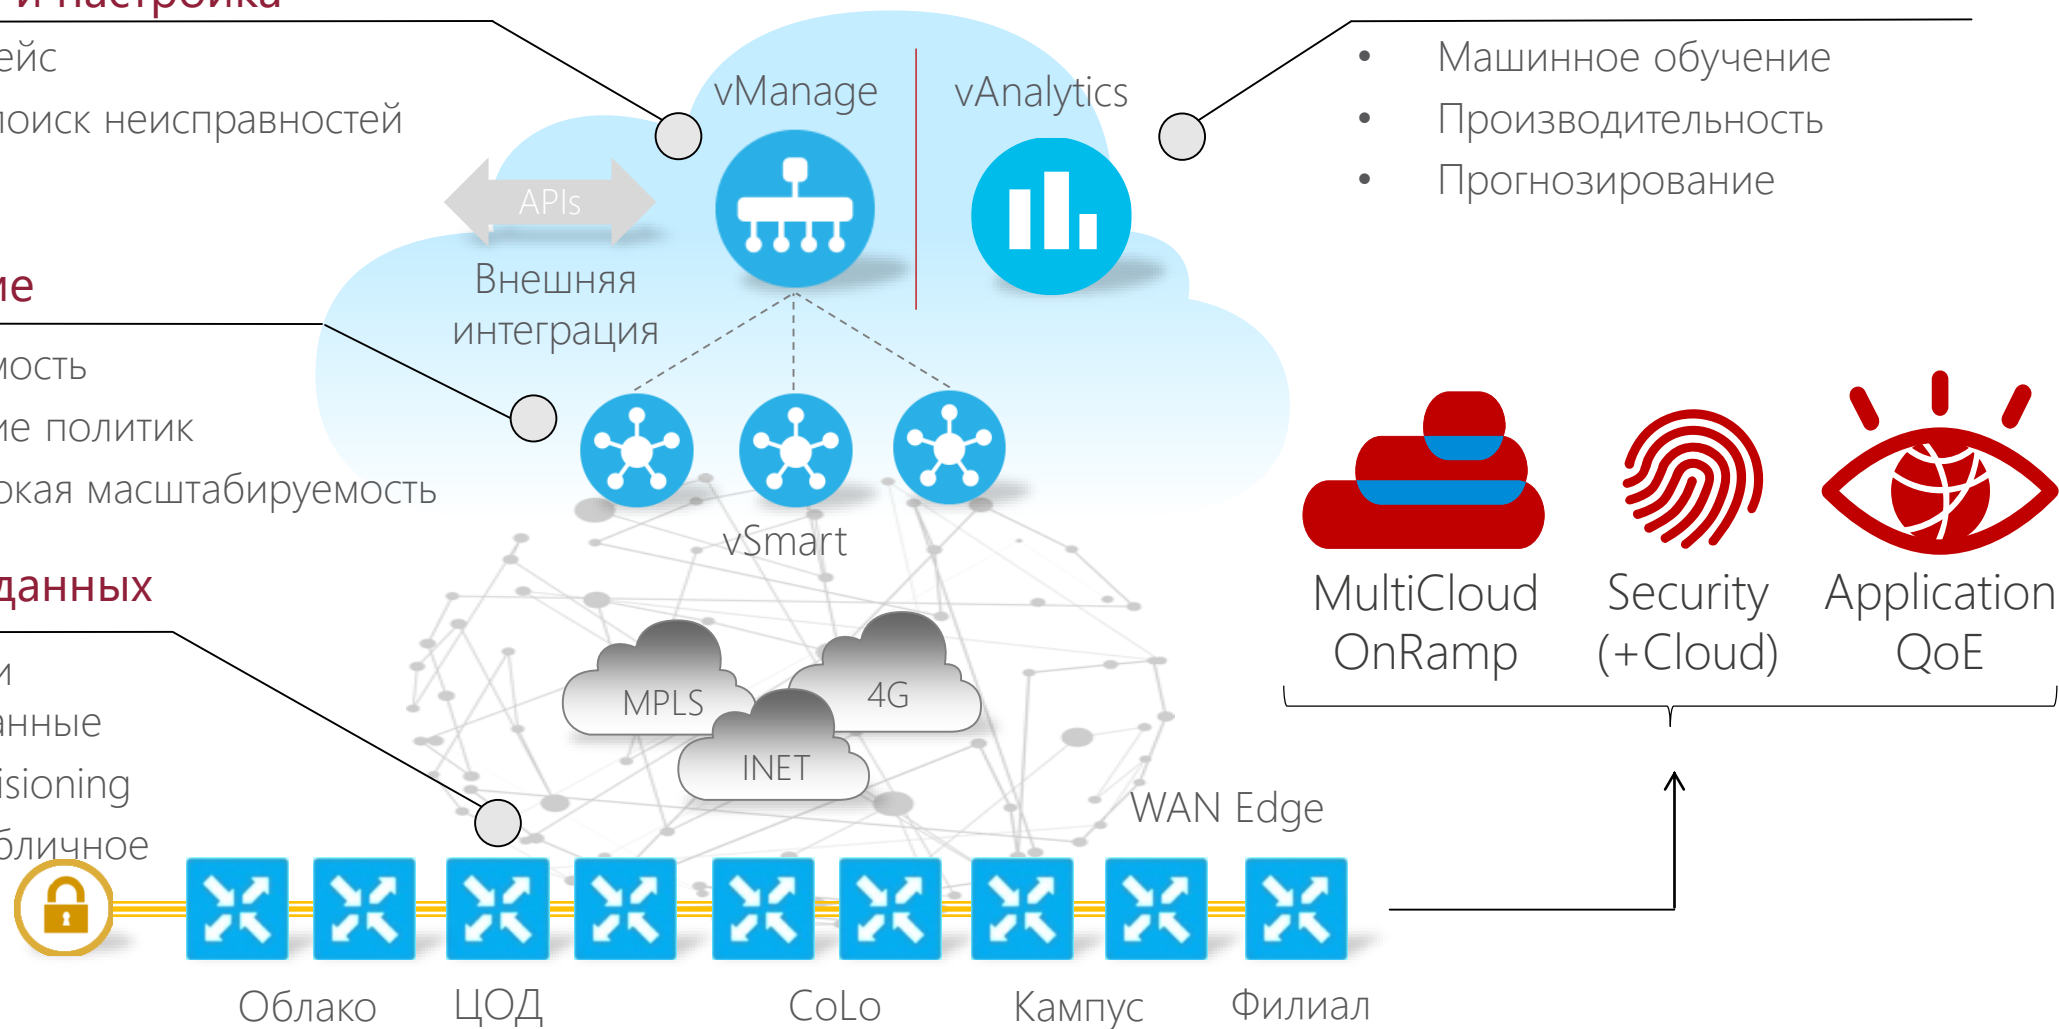 и настройка
ейс
поиск неисправностей
vManage
vAnalytics
• Машинное обучение
• Производительность
• Прогнозирование
APIs
Внешняя
интеграция
ие
мость
ие политик
окая масштабируемость
vSmart
данных
и
анные
isioning
бличное
MPLS
4G
INET
WAN Edge
MultiCloud
OnRamp
Security
(+Cloud)
Application
QoE
Облако
ЦОД
CoLo
Кампус
Филиал